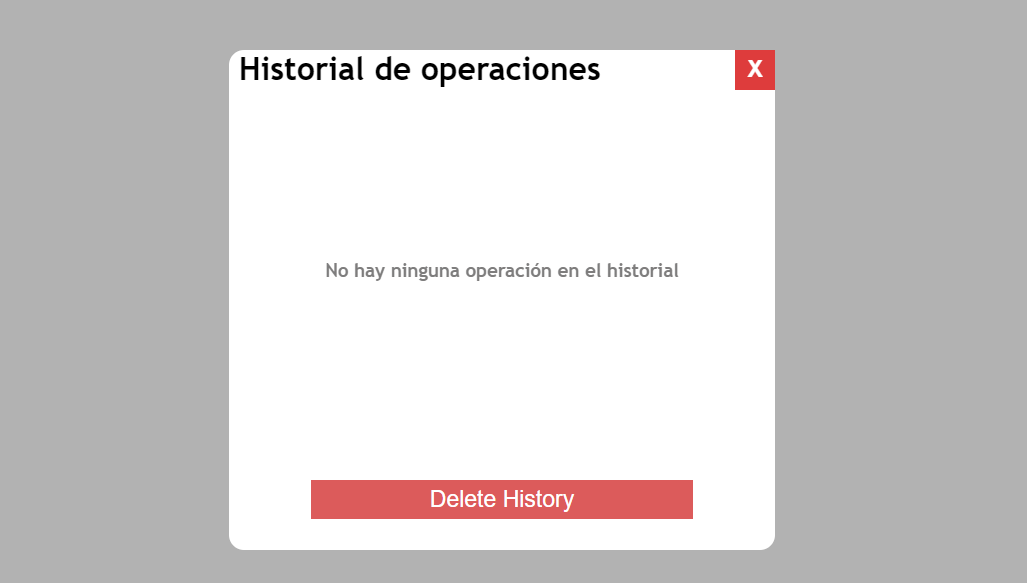 Historial de operaciones
X
No hay ninguna operación en el historial
Delete History